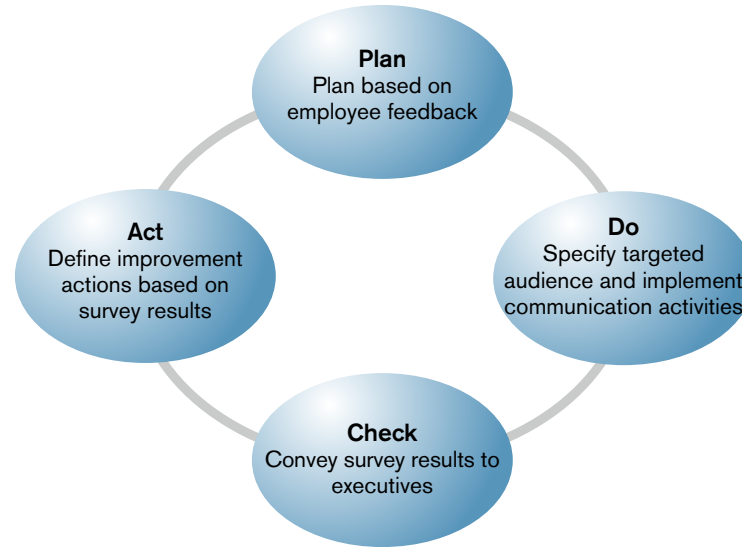 Plan
Plan based on
employee feedback
Do
Specify targeted
audience and implement
communication activities
Check
Convey survey results to
executives
Act
Define improvement
actions based on
survey results